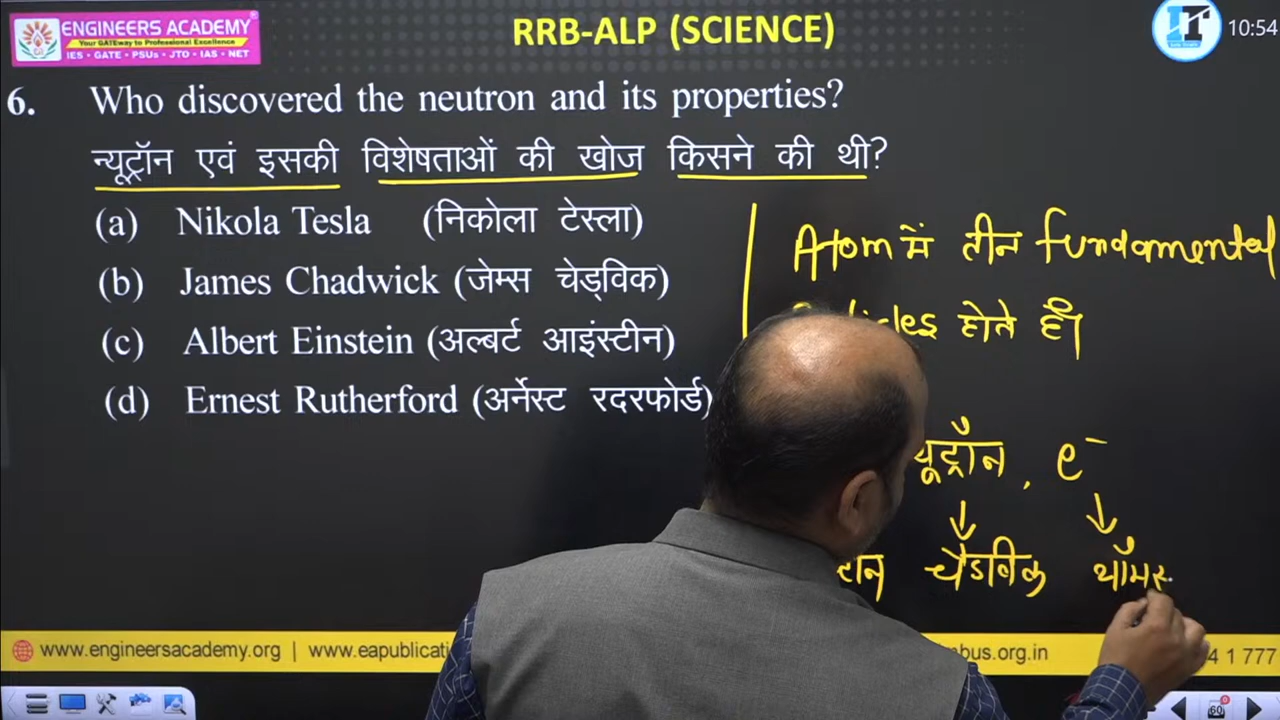 ENGINEERS ACADEMY
Your GATEway to Professional Excellence
IES • GATE • PSUs • JTO • IAS • NET
RRB-ALP (SCIENCE)
10:54
6. Who discovered the neutron and its properties?
न्यूट्रॉन एवं इसकी विशेषताओं की खोज किसने की थी?
(a) Nikola Tesla (निकोला टेस्ला)
(b) James Chadwick (जेम्स चेड्विक)
(c) Albert Einstein (अल्बर्ट आइंस्टीन)
(d) Ernest Rutherford (अर्नेस्ट रदरफोर्ड)
Atom में तीन fundamental
होते हैं।
e⁻
चैडविक थॉमस
www.engineersacademy.org | www.eapublicati
bus.org.in
4 1 777
60